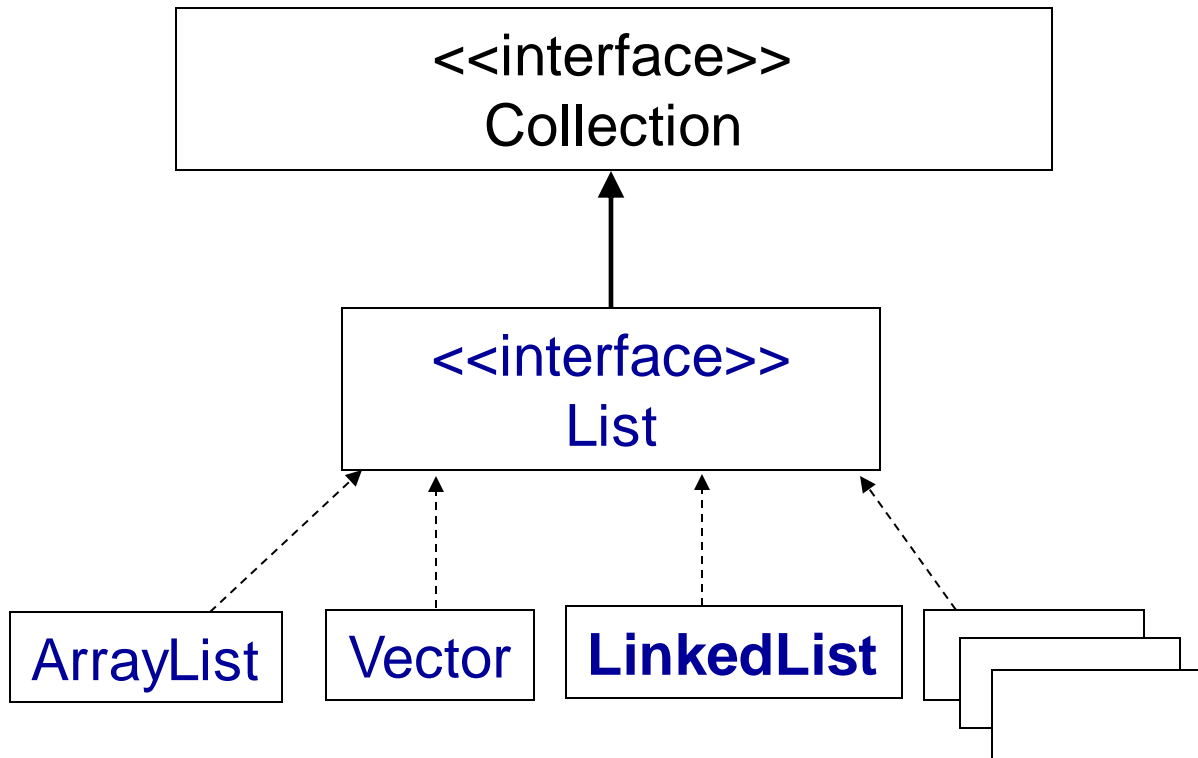 <<interface>>
Collection
<<interface>>
List
ArrayList
Vector
LinkedList